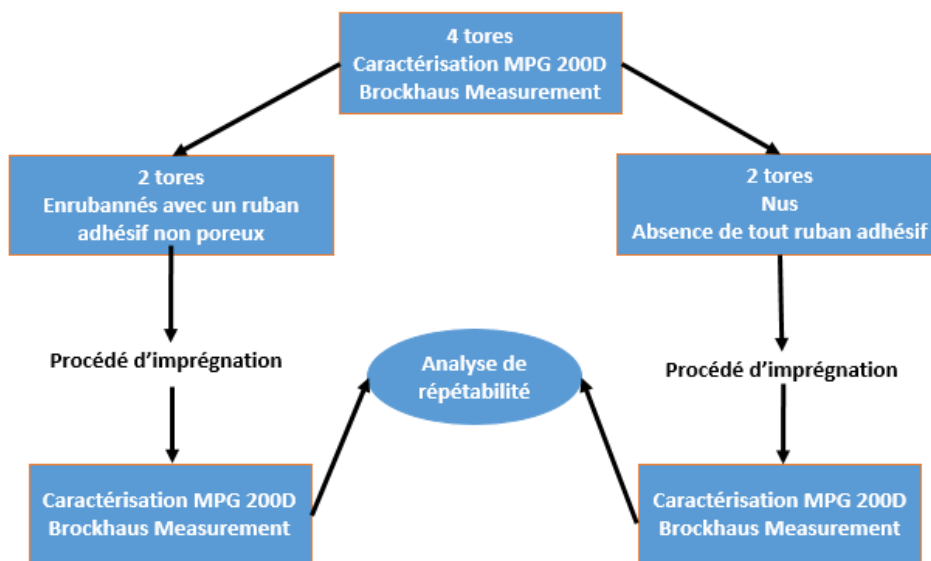 4 tores
Caractérisation MPG 200D
Brockhaus Measurement
2 tores
Enrubannés avec un ruban
adhésif non poreux
2 tores
Nus
Absence de tout ruban adhésif
Procédé d'imprégnation
Analyse de
répétabilité
Procédé d'imprégnation
Caractérisation MPG 200D
Brockhaus Measurement
Caractérisation MPG 200D
Brockhaus Measurement